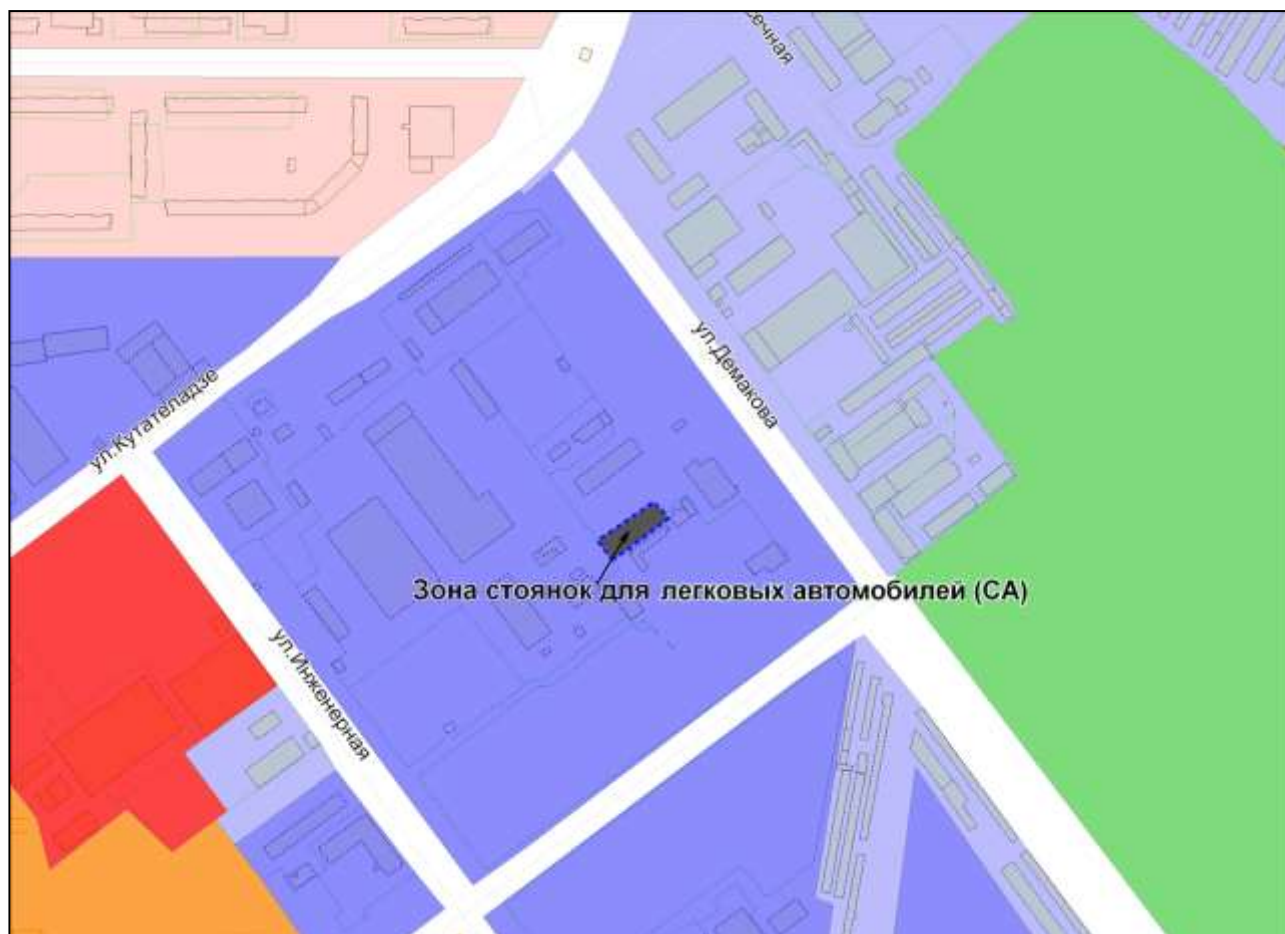 ул.Демакова
ул.Кутателадзе
Зона стоянок для легковых автомобилей (СА)
ул.Инженерная